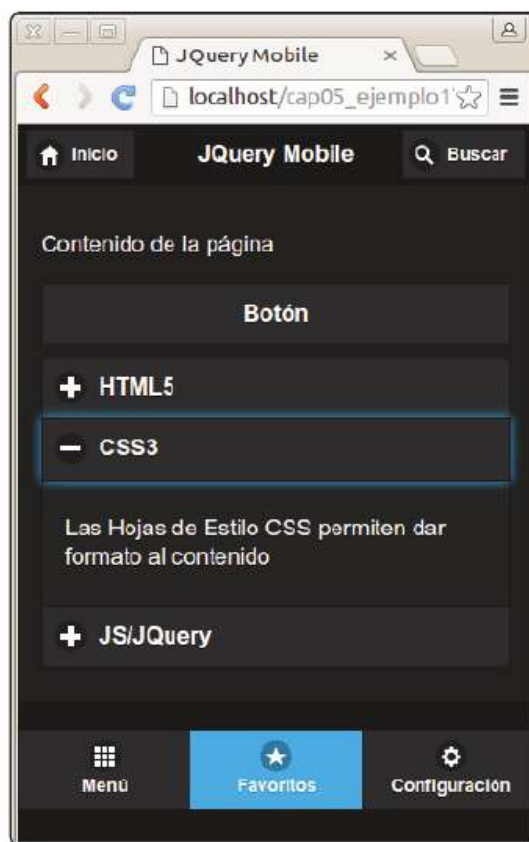 JQuery Mobile
localhost/cap05_ejemplo1
Inicio
JQuery Mobile
Buscar
Contenido de la página
Botón
HTML5
CSS3
Las Hojas de Estilo CSS permiten dar
formato al contenido
JS/JQuery
Menú
Favoritos
Configuración